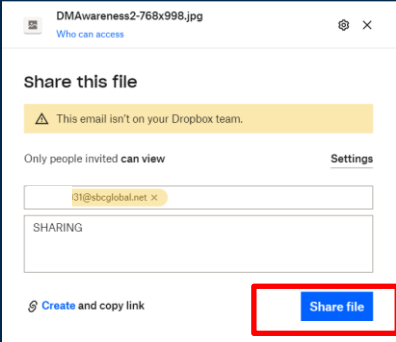 DMAwareness2-768x998.jpg
Who can access
Share this file
This email isn't on your Dropbox team.
Only people invited can view Settings
31@sbcglobal.net ×
SHARING
Create and copy link Share file